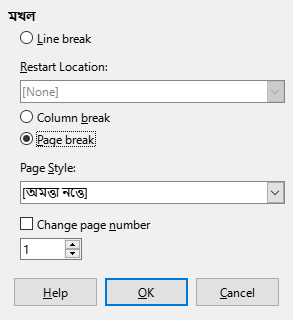 মখল
Line break
Restart Location:
[None]
Column break
Page break
Page Style:
[অমত্তা নত্তে]
Change page number
1
Help
OK
Cancel